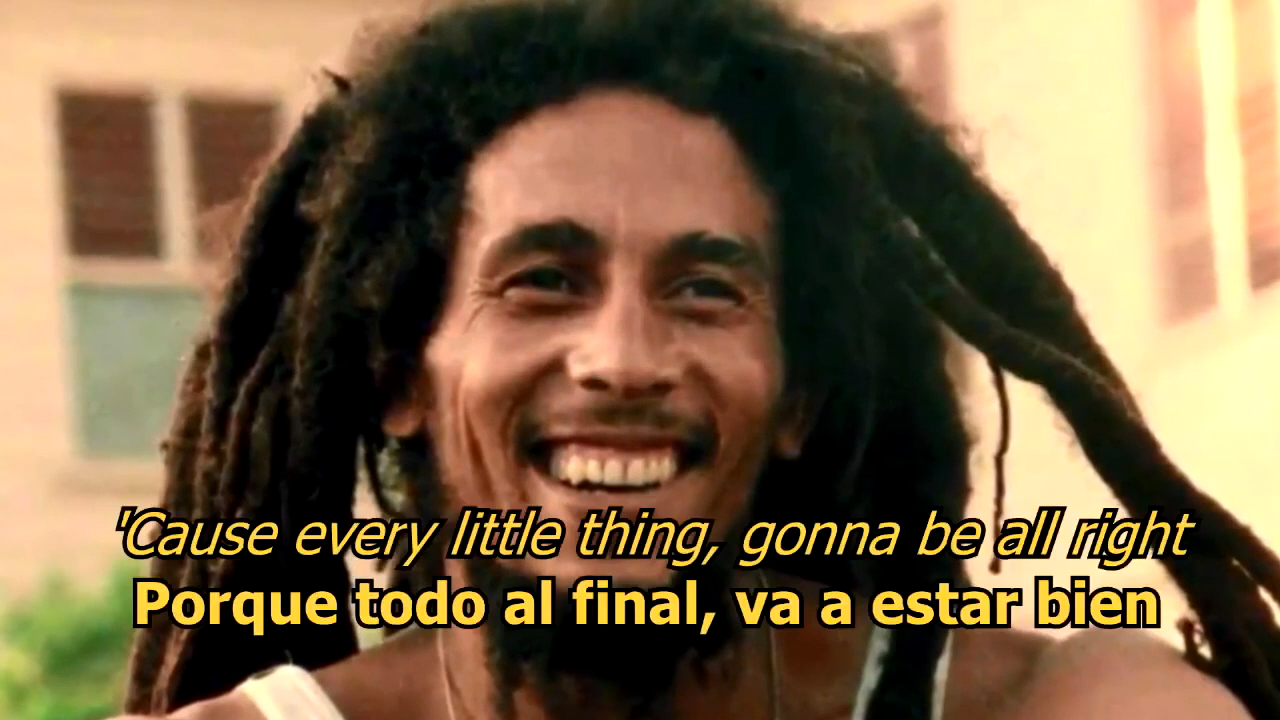 'Cause every little thing, gonna be all right
Porque todo al final, va a estar bien